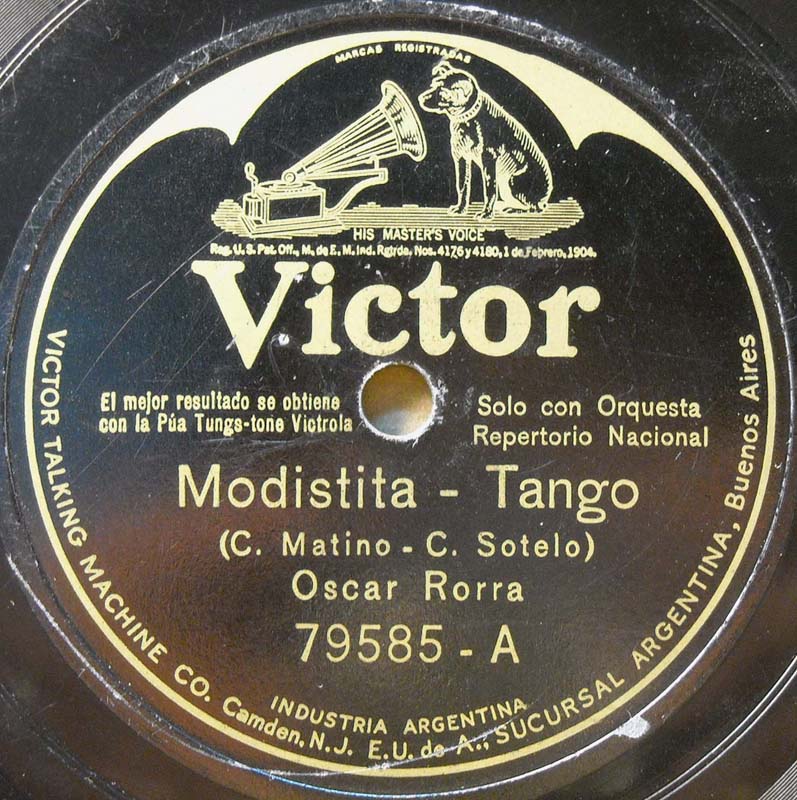 MARCAS REGISTRADAS
HIS MASTER'S VOICE
Reg. U. S. Pat. Off., M. de E. M. Ind. Rgtrda. Nos. 4176 y 4180, 1 de Febrero, 1904.
Victor
El mejor resultado se obtiene
con la Púa Tungs-tone Victrola
Solo con Orquesta
Repertorio Nacional
Modistita - Tango
(C. Matino - C. Sotelo)
Oscar Rorra
79585 - A
INDUSTRIA ARGENTINA
VICTOR TALKING MACHINE CO. Camden, N. J. E.U. de A., SUCURSAL ARGENTINA, Buenos Aires